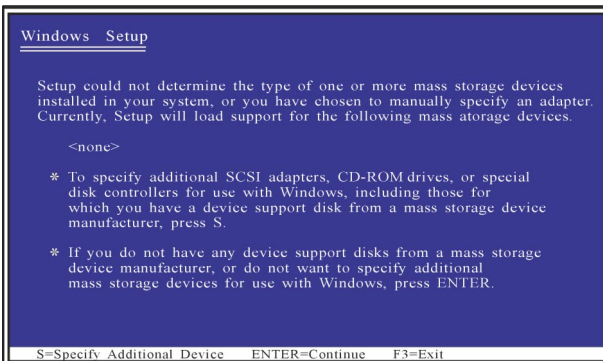 Windows Setup
Setup could not determine the type of one or more mass storage devices
installed in your system, or you have chosen to manually specify an adapter.
Currently, Setup will load support for the following mass atorage devices.
<none>
* To specify additional SCSI adapters, CD-ROM drives, or special
disk controllers for use with Windows, including those for
which you have a device support disk from a mass storage device
manufacturer, press S.
* If you do not have any device support disks from a mass storage
device manufacturer, or do not want to specify additional
mass storage devices for use with Windows, press ENTER.
S=Specify Additional Device ENTER=Continue F3=Exit